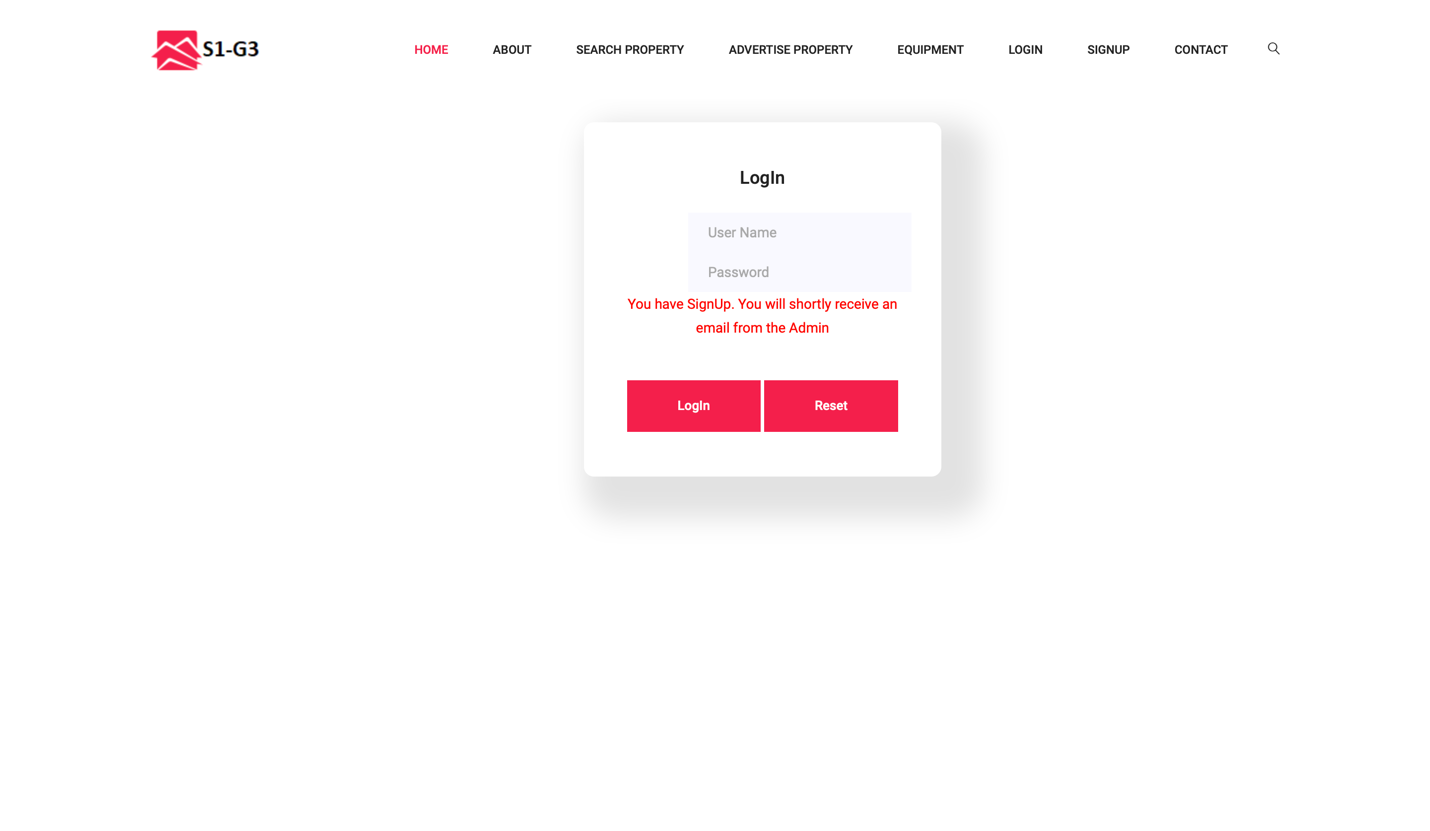 S1-G3
HOME ABOUT SEARCH PROPERTY ADVERTISE PROPERTY EQUIPMENT LOGIN SIGNUP CONTACT
LogIn
User Name
Password
You have SignUp. You will shortly receive an
email from the Admin
LogIn Reset